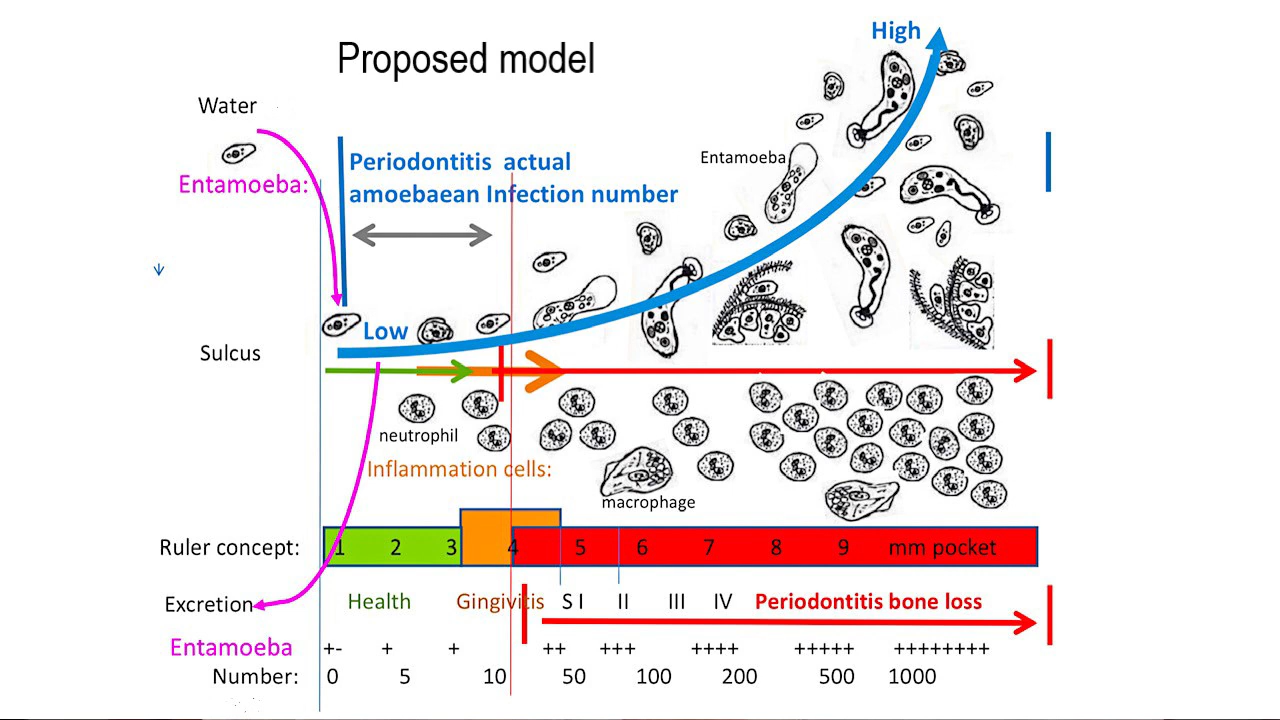 High
Proposed model
Water
Periodontitis actual
amoebaean Infection number
Entamoeba
Entamoeba:
Low
Sulcus
neutrophil
Inflammation cells:
macrophage
Ruler concept: 1 2 3 4 5 6 7 8 9 mm pocket
Excretion Health Gingivitis S I II III IV Periodontitis bone loss
Entamoeba +- + + ++ +++ ++++ +++++ ++++++++
Number: 0 5 10 50 100 200 500 1000